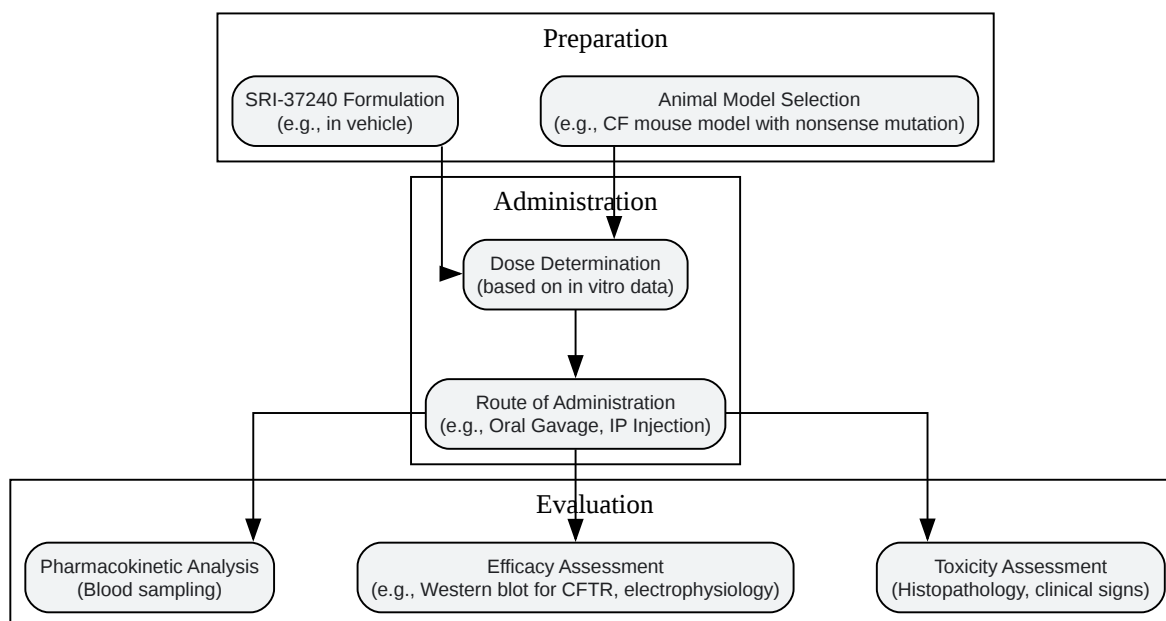 Preparation
SRI-37240 Formulation
(e.g., in vehicle)
Animal Model Selection
(e.g., CF mouse model with nonsense mutation)
Administration
Dose Determination
(based on in vitro data)
Route of Administration
(e.g., Oral Gavage, IP Injection)
Evaluation
Pharmacokinetic Analysis
(Blood sampling)
Efficacy Assessment
(e.g., Western blot for CFTR, electrophysiology)
Toxicity Assessment
(Histopathology, clinical signs)